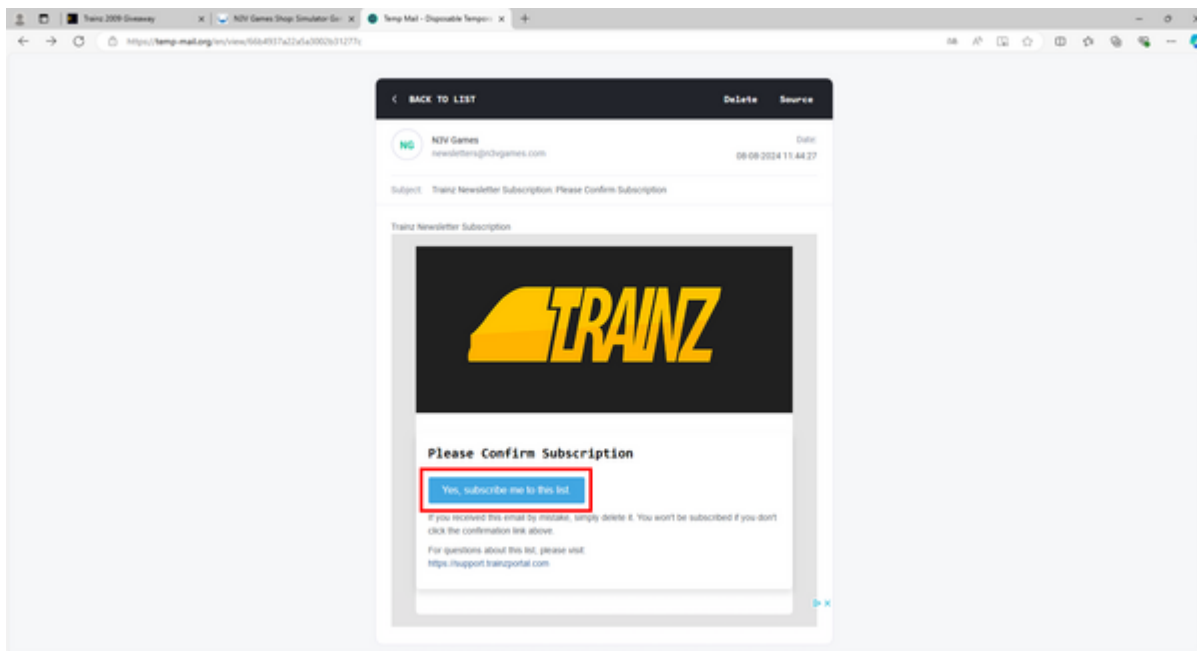 Trainz 2009 Giveaway
N3V Games Shop: Simulator Ga
Temp Mail - Disposable Tempor
https://temp-mail.org/en/view/
BACK TO LIST
Delete Source
NG
N3V Games
Date:
newsletters@n3vgames.com
08-08-2024 11:44:27
Subject: Trainz Newsletter Subscription: Please Confirm Subscription
Trainz Newsletter Subscription
TRAINZ
Please Confirm Subscription
Yes, subscribe me to this list
If you received this email by mistake, simply delete it. You won't be subscribed if you don't
click the confirmation link above.
For questions about this list, please visit:
https://support.trainzportal.com